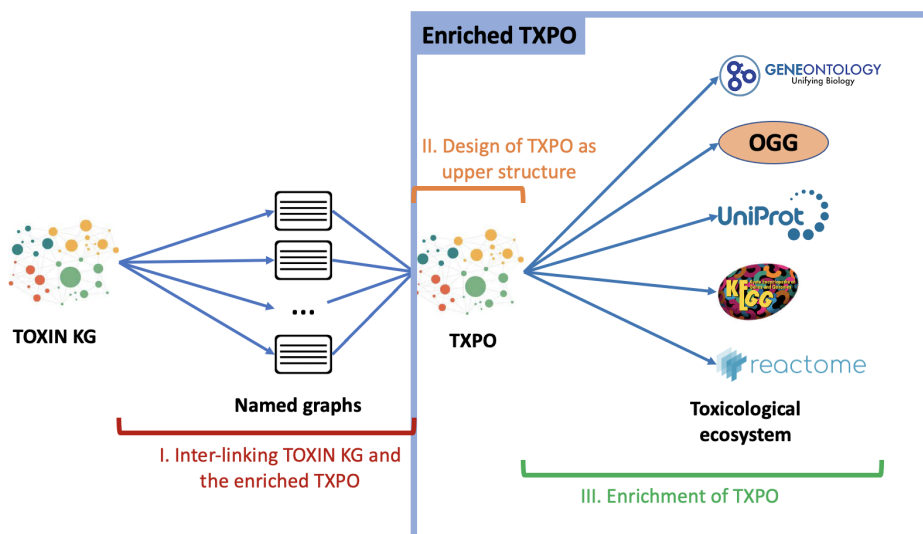 Enriched TXPO
GENEONTOLOGY
Unifying Biology
II. Design of TXPO as
upper structure
OGG
UniProt
KEGG
TOXIN KG
...
TXPO
reactome
Named graphs
Toxicological
ecosystem
I. Inter-linking TOXIN KG and
the enriched TXPO
III. Enrichment of TXPO